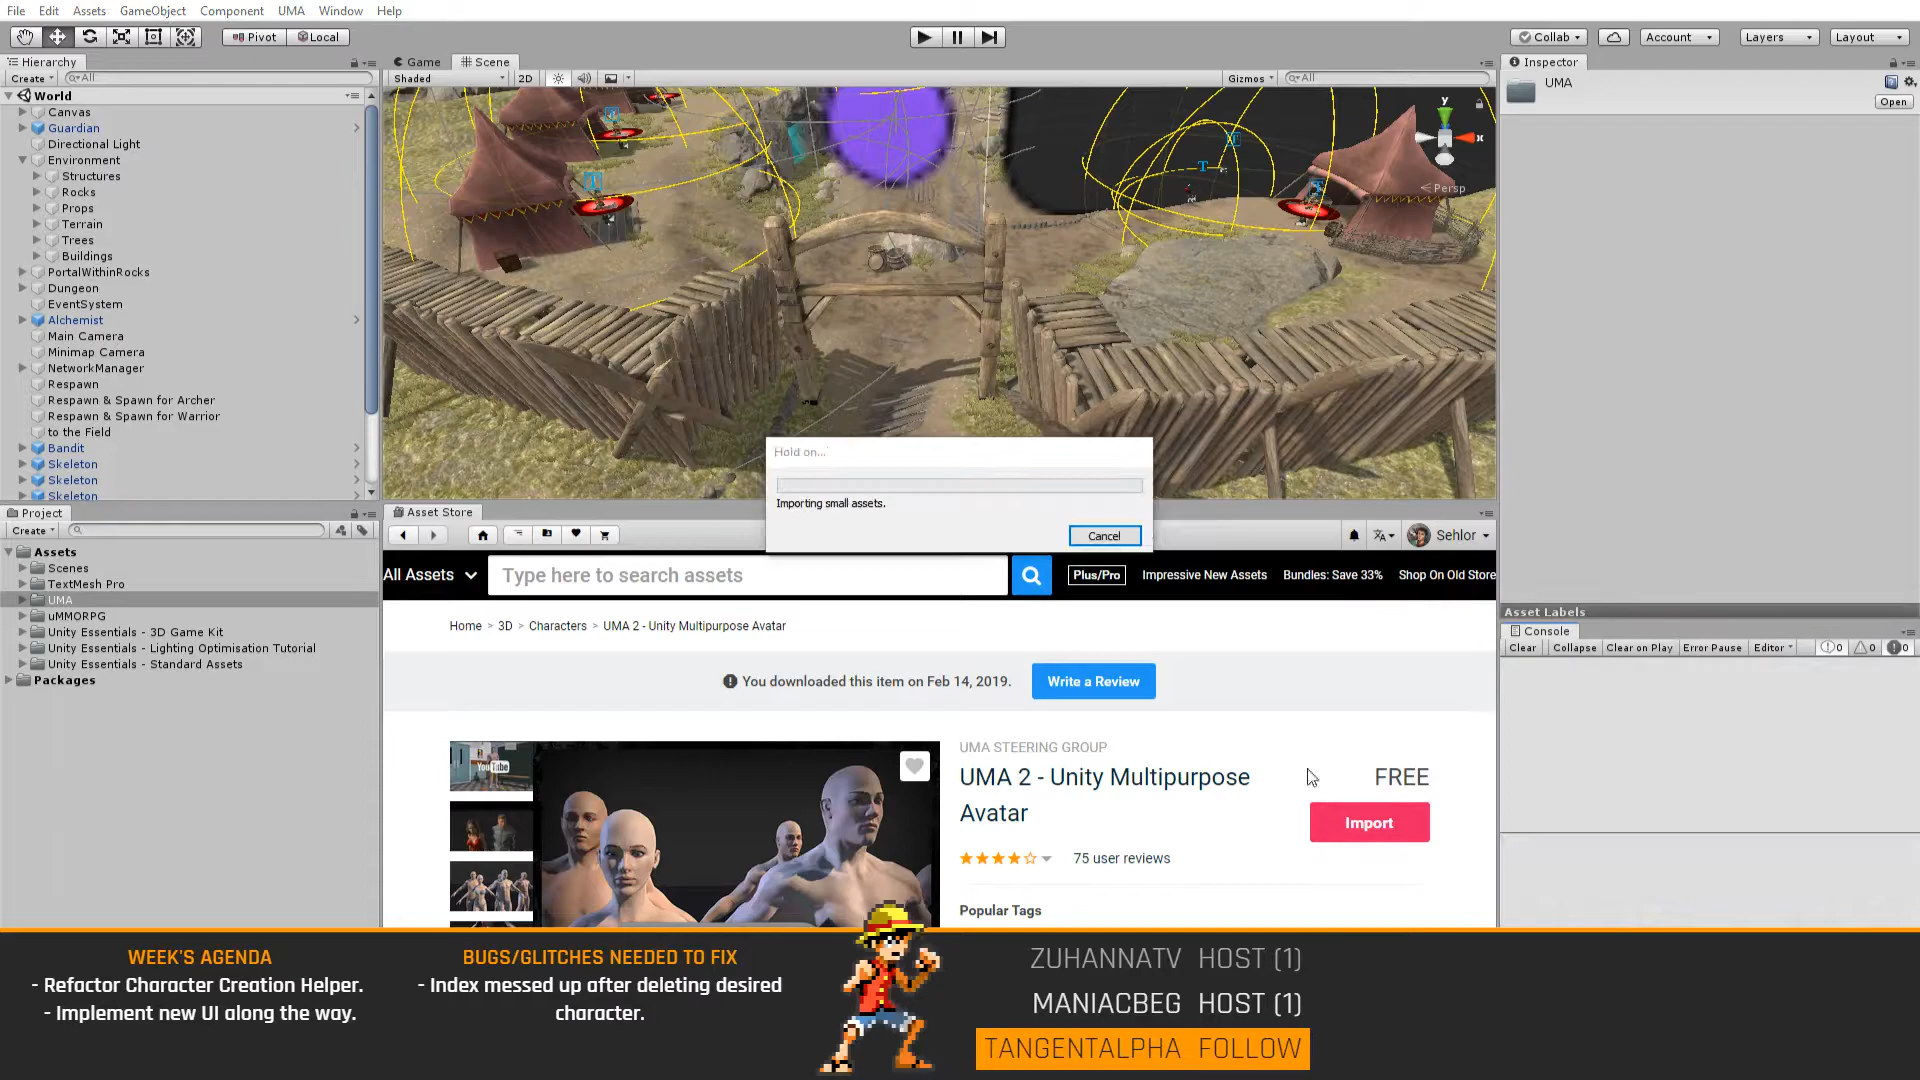 File Edit Assets GameObject Component UMA Window Help
Pivot Local Collab Account Layers Layout
Hierarchy Game Scene Inspector
Create All Shaded 2D Gizmos All UMA
Open
World
Canvas
Guardian
Directional Light
Environment
Structures
Rocks
Props
Terrain
Trees
Buildings
PortalWithinRocks
Dungeon
EventSystem
Alchemist
Main Camera
Minimap Camera
NetworkManager
Respawn
Respawn & Spawn for Archer
Respawn & Spawn for Warrior
to the Field
Bandit
Skeleton
Skeleton
Skeleton
y
x
Persp
Hold on...
Importing small assets.
Cancel
Project
Create
Assets
Scenes
TextMesh Pro
UMA
uMMORPG
Unity Essentials - 3D Game Kit
Unity Essentials - Lighting Optimisation Tutorial
Unity Essentials - Standard Assets
Packages
Asset Store
Sehlor
All Assets Type here to search assets Plus/Pro Impressive New Assets Bundles: Save 33% Shop On Old Store
Home > 3D > Characters > UMA 2 - Unity Multipurpose Avatar
You downloaded this item on Feb 14, 2019. Write a Review
You Tube
UMA STEERING GROUP
UMA 2 - Unity Multipurpose
Avatar
FREE
Import
75 user reviews
Popular Tags
Asset Labels
Console
Clear Collapse Clear on Play Error Pause Editor 0 0 0
WEEK'S AGENDA
- Refactor Character Creation Helper.
- Implement new UI along the way.
BUGS/GLITCHES NEEDED TO FIX
- Index messed up after deleting desired
character.
ZUHANNATV HOST (1)
MANIACBEG HOST (1)
TANGENTALPHA FOLLOW